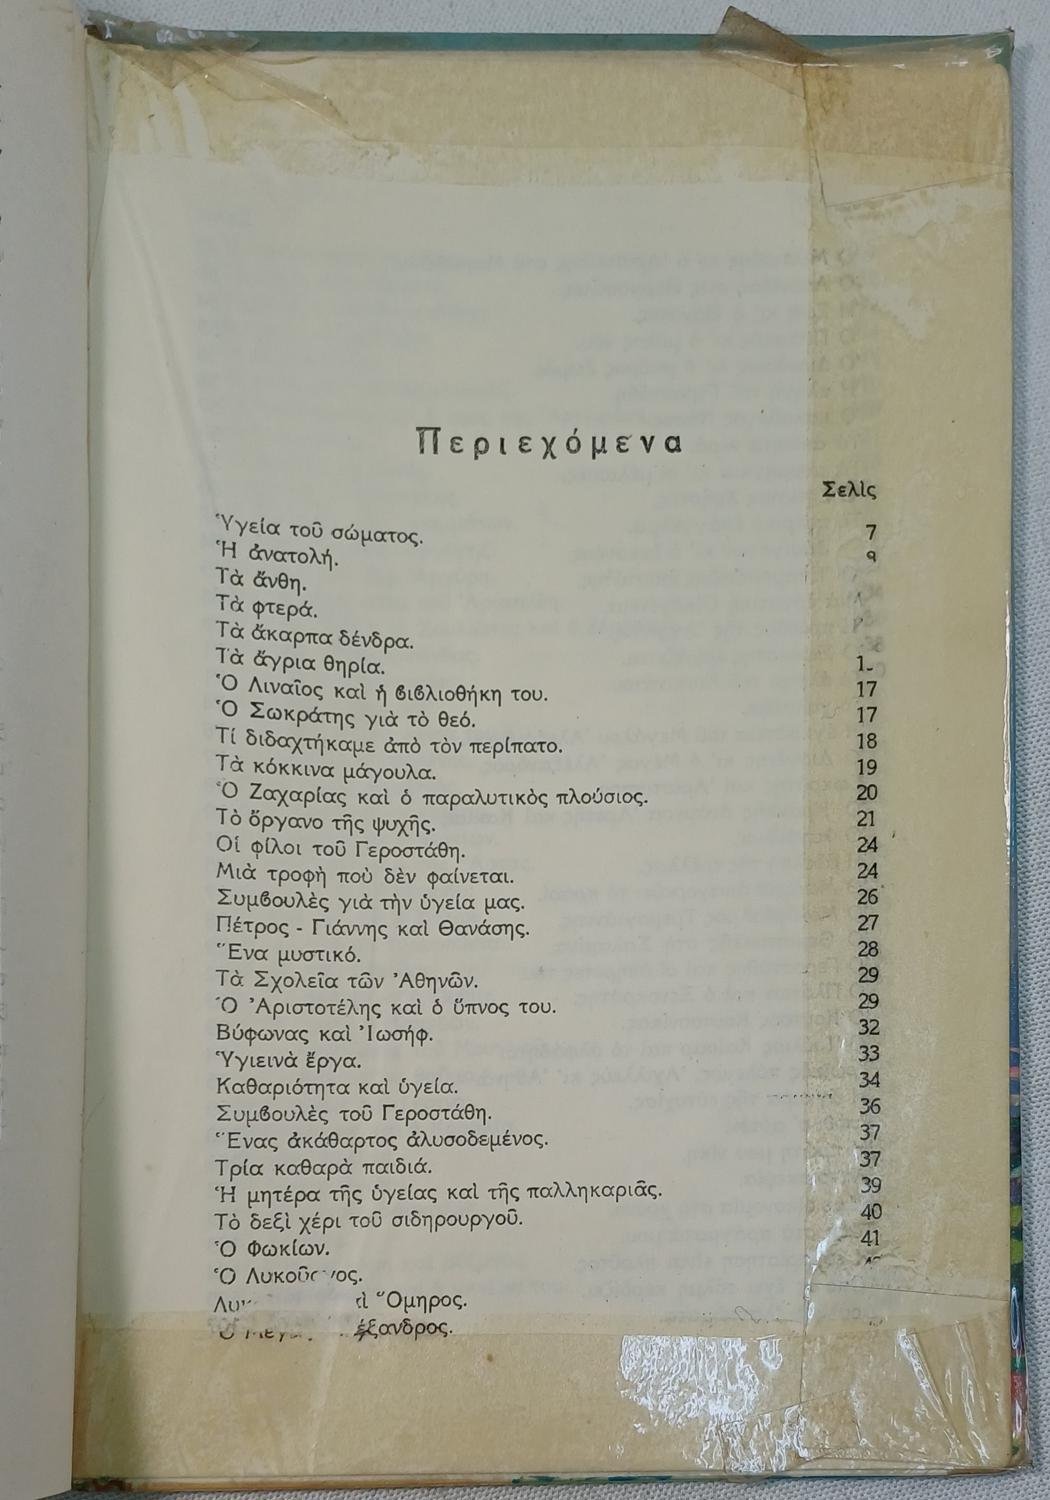 Περιεχόμενα
Σελὶς
Ὑγεία τοῦ σώματος. 7
Ἡ ἀνατολή. 9
Τὰ ἄνθη.
Τὰ φτερά.
Τὰ ἄκαρπα δένδρα.
Τὰ ἄγρια θηρία.
Ὁ Λιναῖος καὶ ἡ βιβλιοθήκη του. 17
Ὁ Σωκράτης γιὰ τὸ θεό. 17
Τί διδαχτήκαμε ἀπὸ τὸν περίπατο. 18
Τὰ κόκκινα μάγουλα. 19
Ὁ Ζαχαρίας καὶ ὁ παραλυτικὸς πλούσιος. 20
Τὸ ὄργανο τῆς ψυχῆς. 21
Οἱ φίλοι τοῦ Γεροστάθη. 24
Μιὰ τροφὴ ποὺ δὲν φαίνεται. 24
Συμβουλὲς γιὰ τὴν ὑγεία μας. 26
Πέτρος - Γιάννης καὶ Θανάσης. 27
Ἕνα μυστικό. 28
Τὰ Σχολεῖα τῶν Ἀθηνῶν. 29
Ὁ Ἀριστοτέλης καὶ ὁ ὕπνος του. 29
Βύφωνας καὶ Ἰωσήφ. 32
Ὑγιεινὰ ἔργα. 33
Καθαριότητα καὶ ὑγεία. 34
Συμβουλὲς τοῦ Γεροστάθη. 36
Ἕνας ἀκάθαρτος ἁλυσοδεμένος. 37
Τρία καθαρὰ παιδιά. 37
Ἡ μητέρα τῆς ὑγείας καὶ τῆς παλληκαριᾶς. 39
Τὸ δεξὶ χέρι τοῦ σιδηρουργοῦ. 40
Ὁ Φωκίων. 41
Ὁ Λυκοῦργος.
Ὅμηρος.
Ὁ